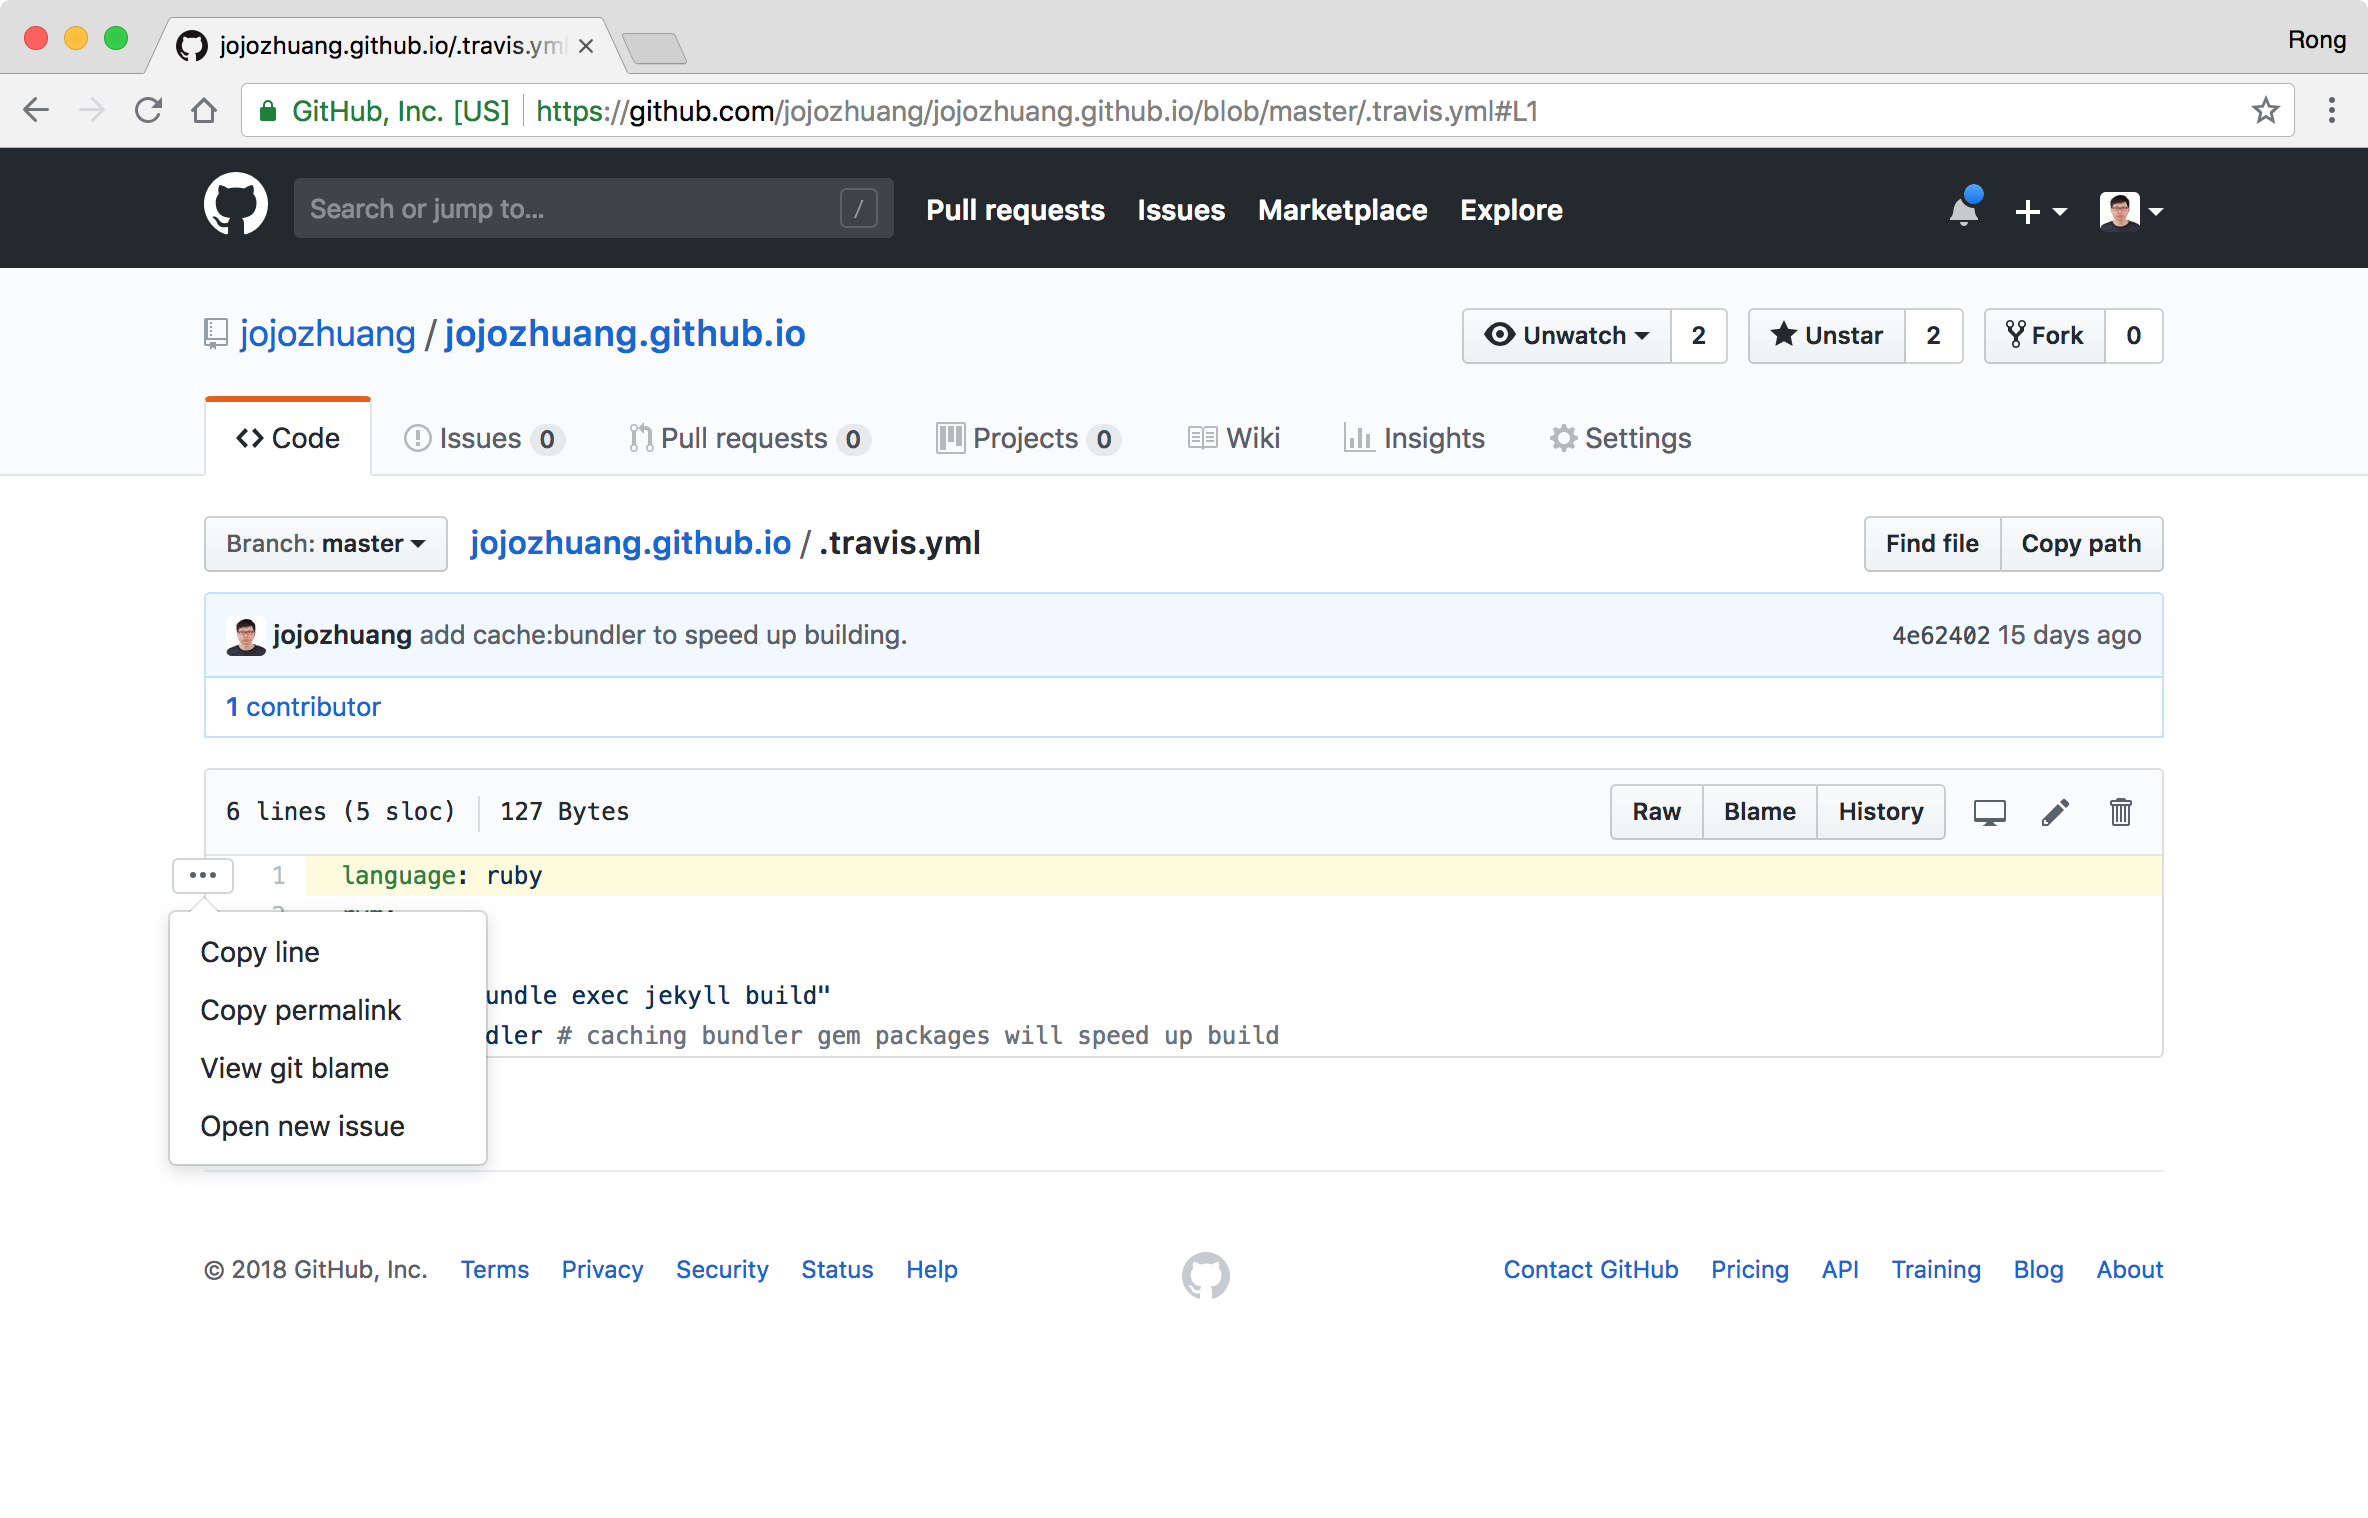 jojozhuang.github.io/.travis.yml
Rong
GitHub, Inc. [US] https://github.com/jojozhuang/jojozhuang.github.io/blob/master/.travis.yml#L1
Search or jump to... / Pull requests Issues Marketplace Explore
jojozhuang / jojozhuang.github.io
Unwatch 2 Unstar 2 Fork 0
Code Issues 0 Pull requests 0 Projects 0 Wiki Insights Settings
Branch: master jojozhuang.github.io / .travis.yml Find file Copy path
jojozhuang add cache:bundler to speed up building. 4e62402 15 days ago
1 contributor
6 lines (5 sloc) 127 Bytes Raw Blame History
1 language: ruby
Copy line
Copy permalink
View git blame
Open new issue
undle exec jekyll build"
dler # caching bundler gem packages will speed up build
© 2018 GitHub, Inc. Terms Privacy Security Status Help Contact GitHub Pricing API Training Blog About